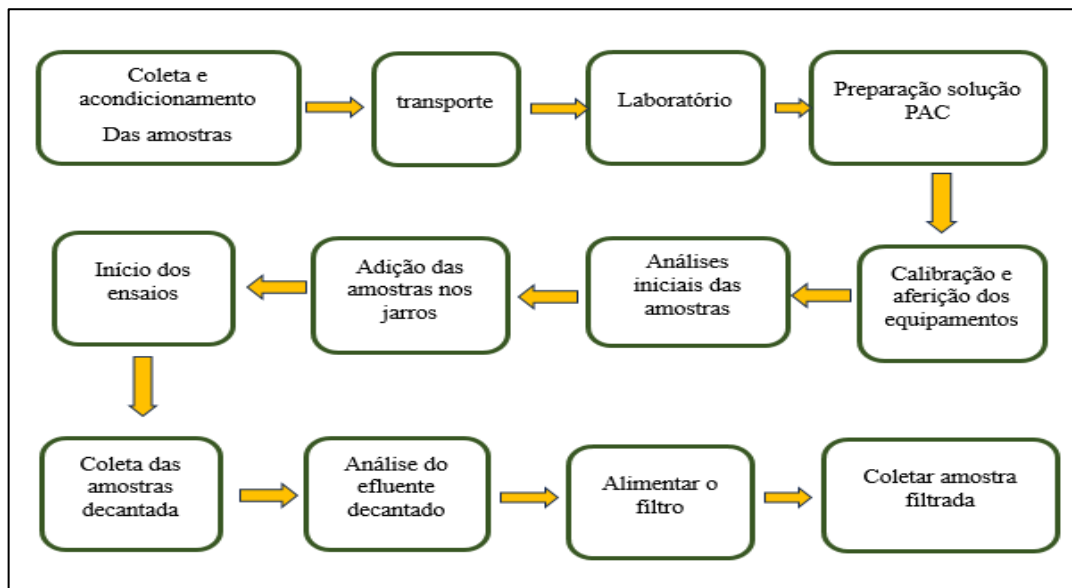 Coleta e
acondicionamento
Das amostras
transporte
Laboratório
Preparação solução
PAC
Calibração e
aferição dos
equipamentos
Análises
iniciais das
amostras
Adição das
amostras nos
jarros
Início dos
ensaios
Coleta das
amostras
decantada
Análise do
efluente
decantado
Alimentar o
filtro
Coletar amostra
filtrada